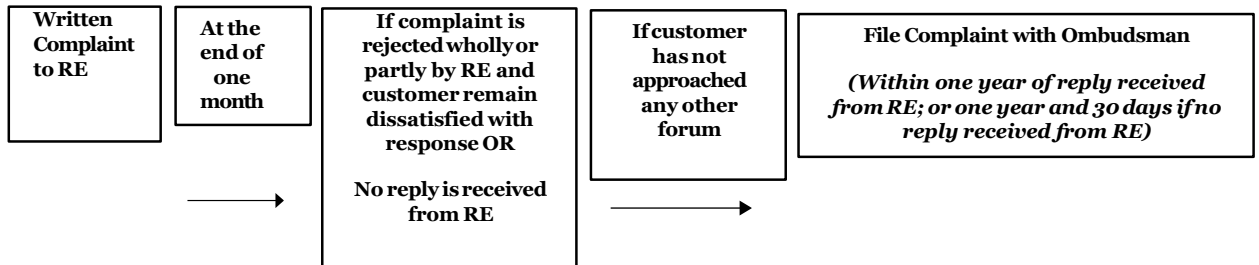 Written
Complaint
to RE
At the
end of
one
month
If complaint is
rejected wholly or
partly by RE and
customer remain
dissatisfied with
response OR
No reply is received
from RE
If customer
has not
approached
any other
forum
File Complaint with Ombudsman
(Within one year of reply received
from RE; or one year and 30 days if no
reply received from RE)